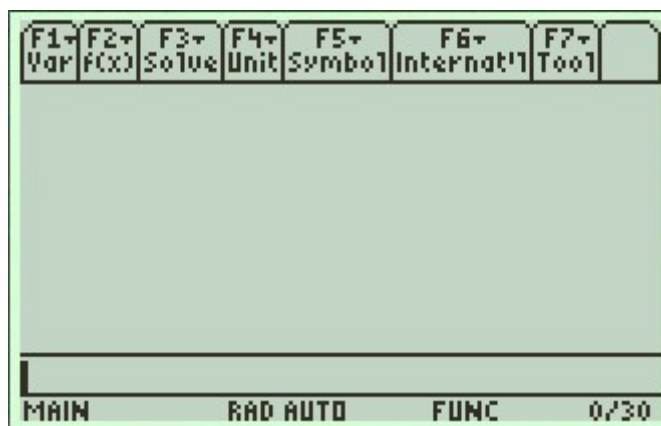 F1 F2 F3 F4 F5 F6 F7
Var f(x) Solve Unit Symbol Internat'l Tool
MAIN RAD AUTO FUNC 0/30